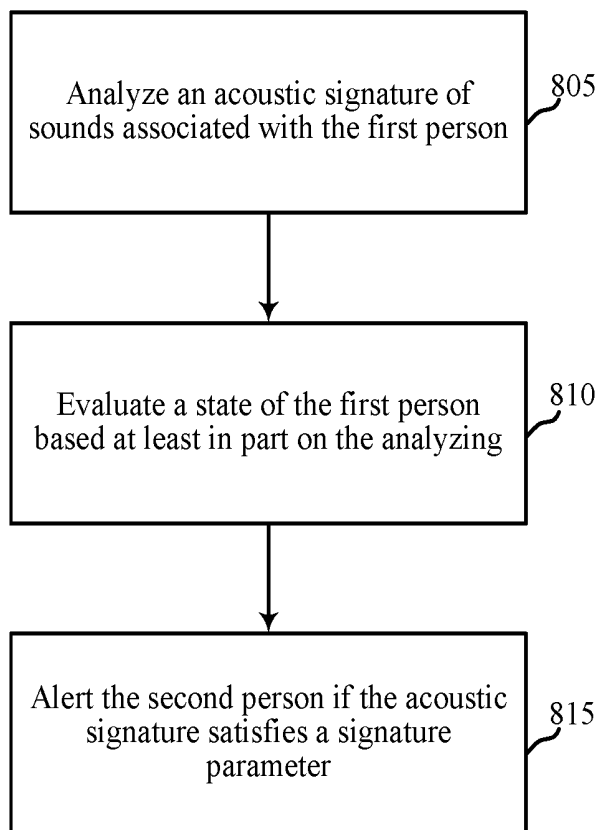 Analyze an acoustic signature of
sounds associated with the first person
805
Evaluate a state of the first person
based at least in part on the analyzing
810
Alert the second person if the acoustic
signature satisfies a signature
parameter
815